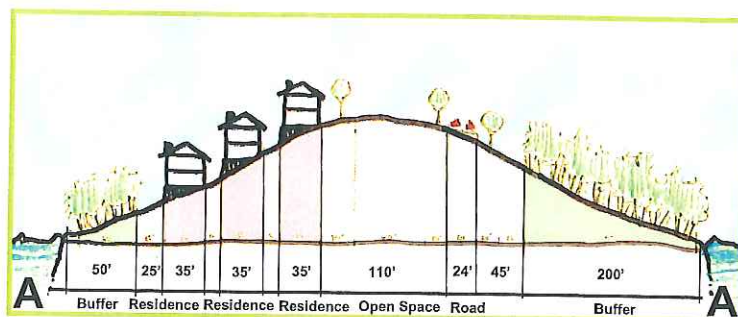 50' 25' 35' 35' 35' 110' 24' 45' 200'
A Buffer Residence Residence Residence Open Space Road Buffer A